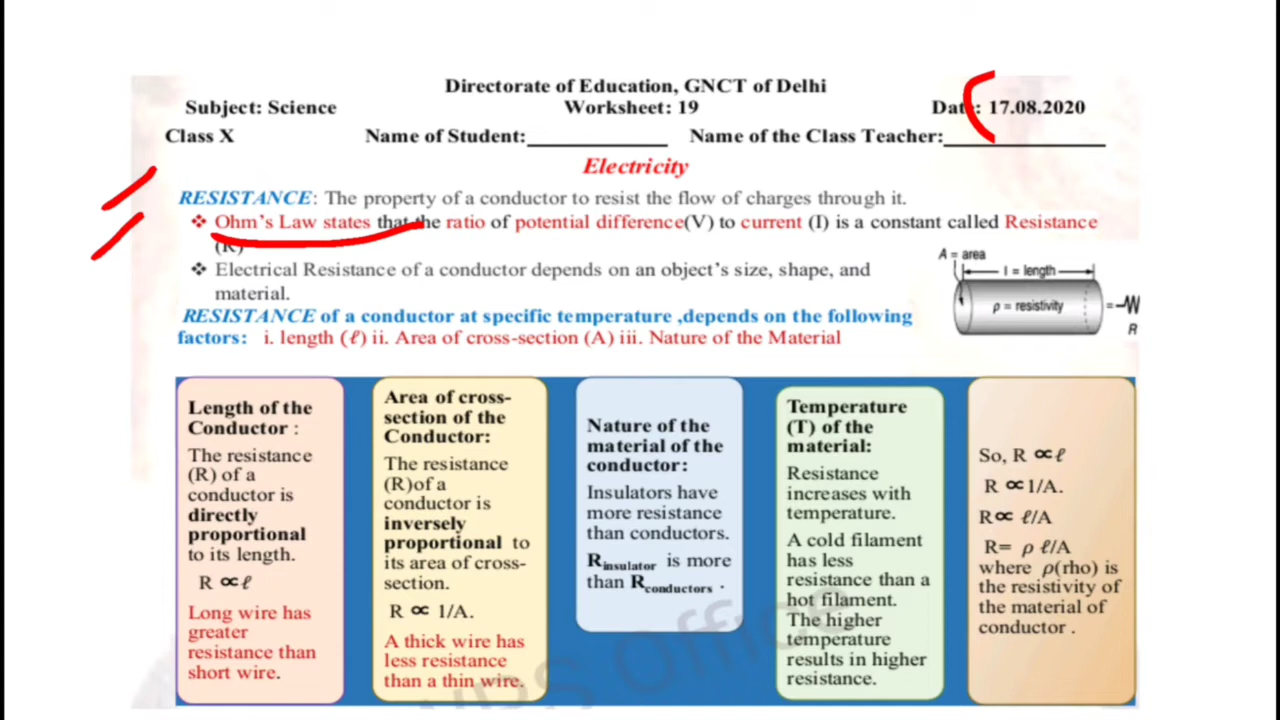 Directorate of Education, GNCT of Delhi
Subject: Science Worksheet: 19 Date: 17.08.2020
Class X Name of Student:__________ Name of the Class Teacher:____________
Electricity
RESISTANCE: The property of a conductor to resist the flow of charges through it.
❖ Ohm's Law states that the ratio of potential difference(V) to current (I) is a constant called Resistance
(R)
❖ Electrical Resistance of a conductor depends on an object's size, shape, and
material.
A = area
l = length
ρ = resistivity
=
R
RESISTANCE of a conductor at specific temperature ,depends on the following
factors: i. length (ℓ) ii. Area of cross-section (A) iii. Nature of the Material
Length of the
Conductor :
The resistance
(R) of a
conductor is
directly
proportional
to its length.
R ∝ℓ
Long wire has
greater
resistance than
short wire.
Area of cross-
section of the
Conductor:
The resistance
(R)of a
conductor is
inversely
proportional to
its area of cross-
section.
R ∝ 1/A.
A thick wire has
less resistance
than a thin wire.
Nature of the
material of the
conductor:
Insulators have
more resistance
than conductors.
Rinsulator is more
than Rconductors .
Temperature
(T) of the
material:
Resistance
increases with
temperature.
A cold filament
has less
resistance than a
hot filament.
The higher
temperature
results in higher
resistance.
So, R ∝ℓ
R ∝1/A.
R∝ ℓ/A
R= ρ ℓ/A
where ρ(rho) is
the resistivity of
the material of
conductor .
Office